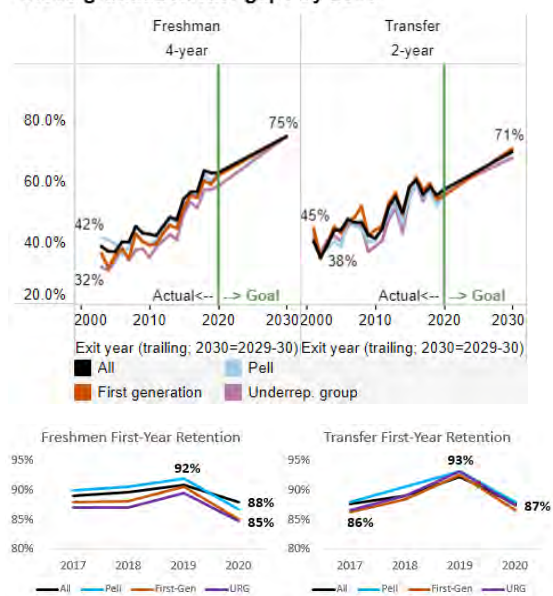 Freshman Transfer
4-year 2-year
80.0%
60.0%
40.0%
20.0%
75%
42%
32%
71%
45%
38%
Actual<-- --> Goal Actual<-- --> Goal
2000 2010 2020 2030 2000 2010 2020 2030
Exit year (trailing; 2030=2029-30) Exit year (trailing; 2030=2029-30)
All Pell
First generation Underrep. group
Freshmen First-Year Retention
95%
90%
85%
80%
92%
88%
85%
2017 2018 2019 2020
All Pell First-Gen URG
Transfer First-Year Retention
95%
90%
85%
80%
93%
86%
87%
2017 2018 2019 2020
All Pell First-Gen URG